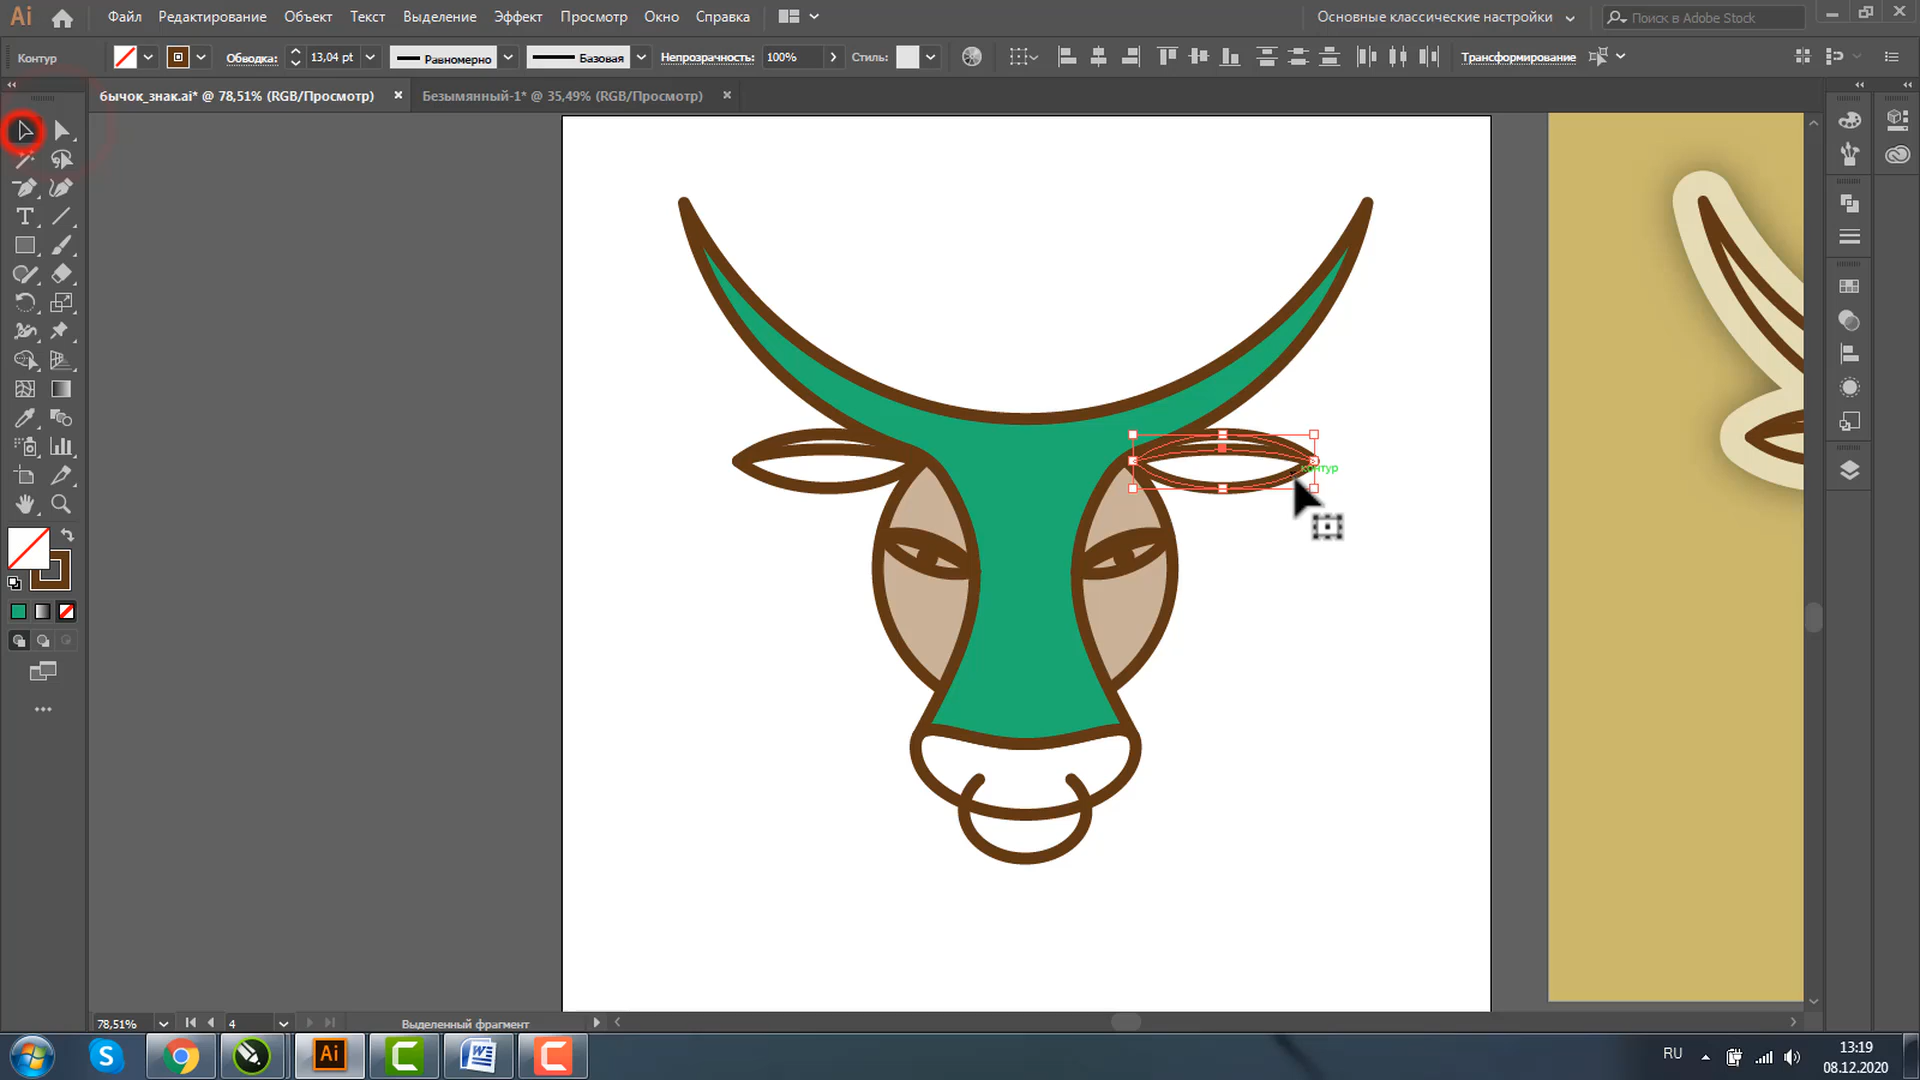 Ai Файл Редактирование Объект Текст Выделение Эффект Просмотр Окно Справка Основные классические настройки Поиск в Adobe Stock
Контур Обводка: 13,04 pt Равномерно Базовая Непрозрачность: 100% Стиль: Трансформирование
бычок_знак.ai* @ 78,51% (RGB/Просмотр) Безымянный-1* @ 35,49% (RGB/Просмотр)
T
контур
78,51% 4 Выделенный фрагмент
S Ai C W C RU 13:19
08.12.2020